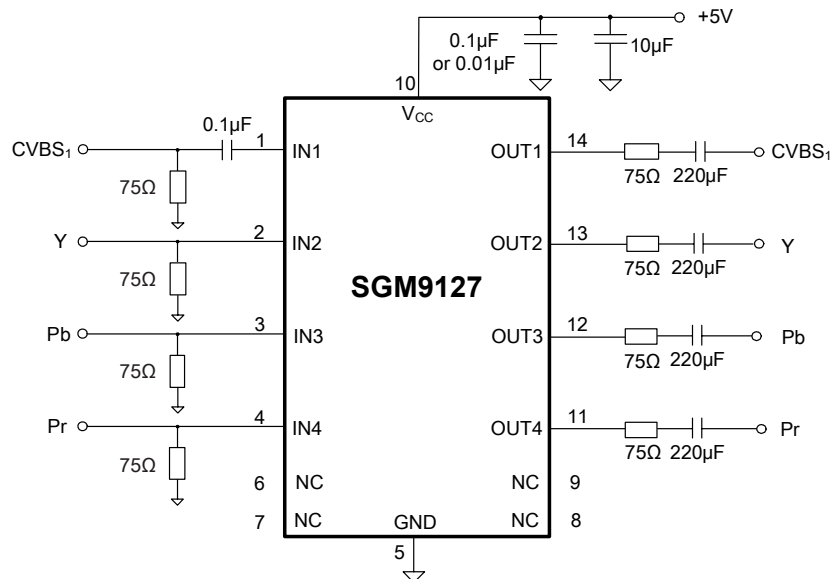 +5V
0.1µF
or 0.01µF
10µF
10
VCC
0.1µF
CVBS1
1
IN1
OUT1
14
CVBS1
75Ω
75Ω
220µF
Y
2
IN2
OUT2
13
Y
75Ω
75Ω
220µF
SGM9127
Pb
3
IN3
OUT3
12
Pb
75Ω
75Ω
220µF
Pr
4
IN4
OUT4
11
Pr
75Ω
75Ω
220µF
6
NC
NC
9
7
NC
GND
NC
8
5